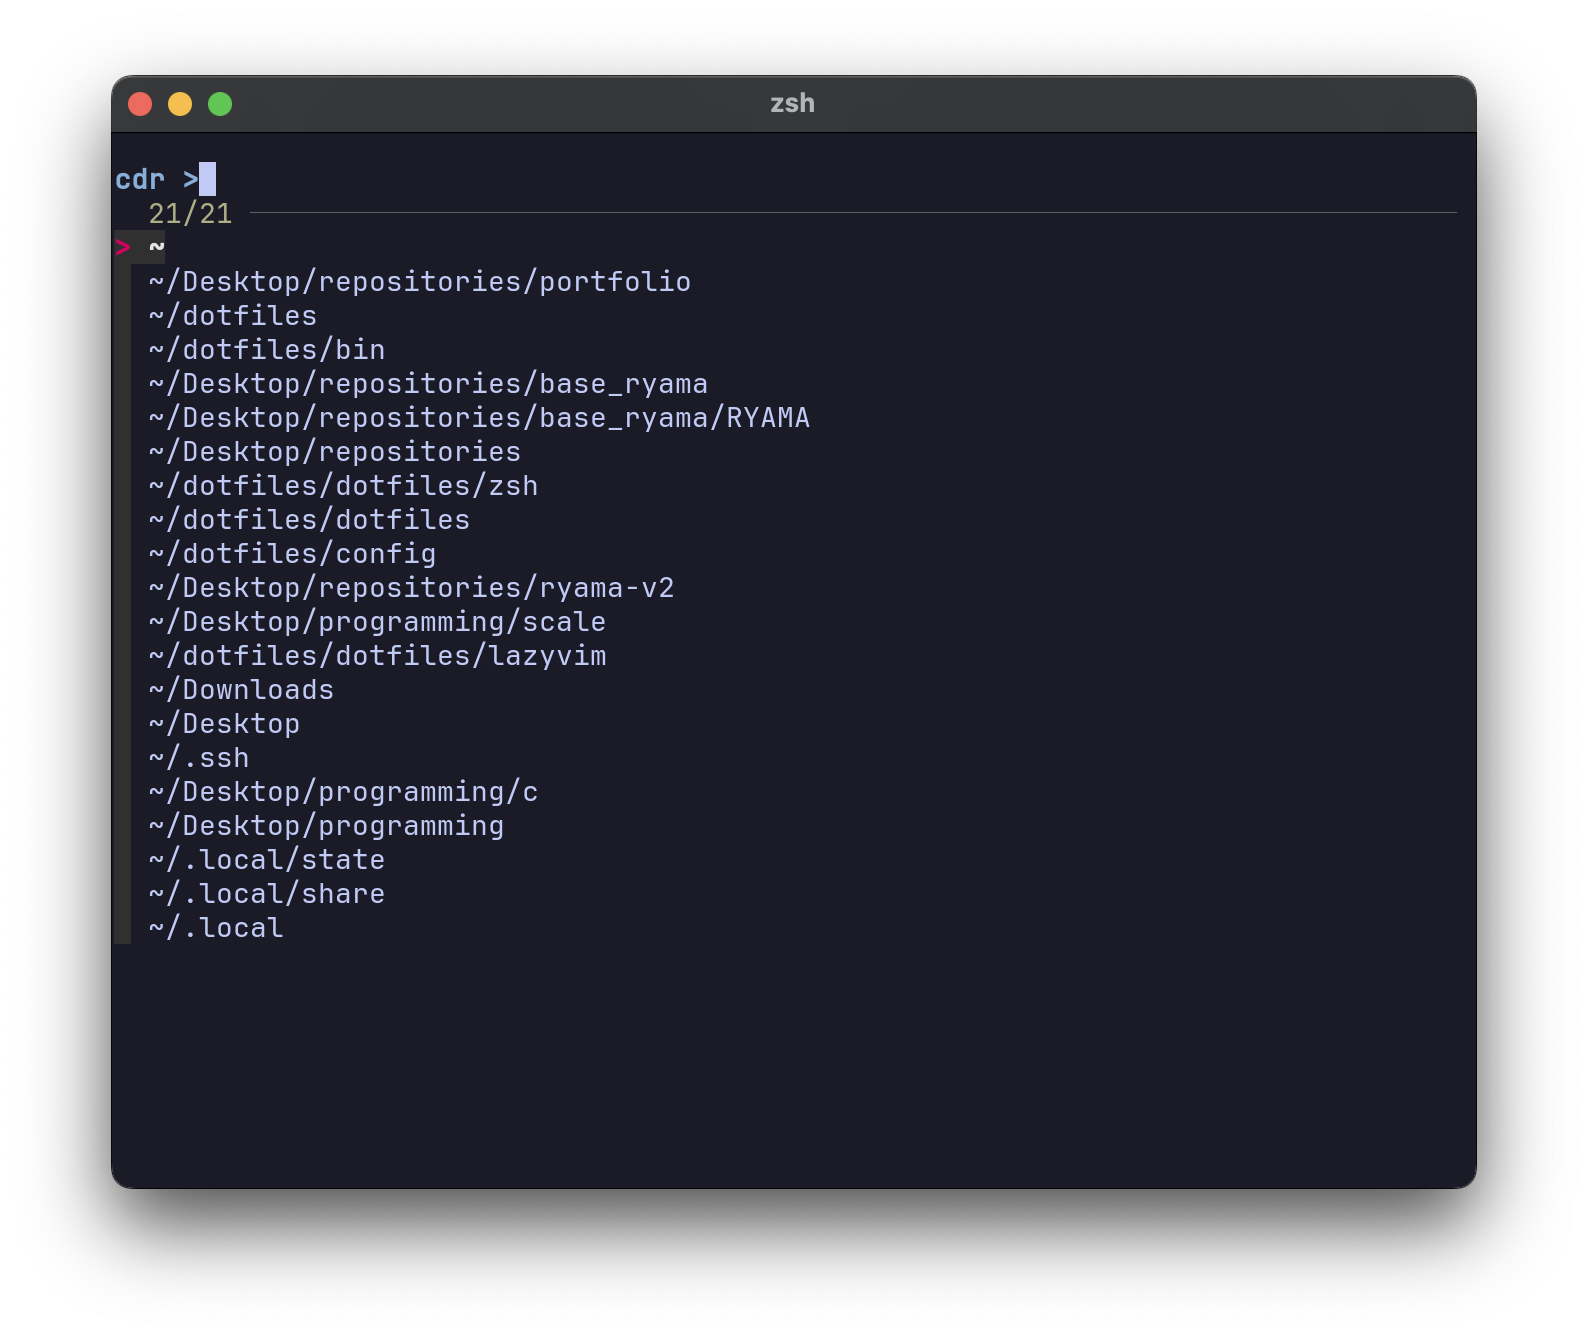 zsh
cdr >
21/21
> ~
~/Desktop/repositories/portfolio
~/dotfiles
~/dotfiles/bin
~/Desktop/repositories/base_ryama
~/Desktop/repositories/base_ryama/RYAMA
~/Desktop/repositories
~/dotfiles/dotfiles/zsh
~/dotfiles/dotfiles
~/dotfiles/config
~/Desktop/repositories/ryama-v2
~/Desktop/programming/scale
~/dotfiles/dotfiles/lazyvim
~/Downloads
~/Desktop
~/.ssh
~/Desktop/programming/c
~/Desktop/programming
~/.local/state
~/.local/share
~/.local